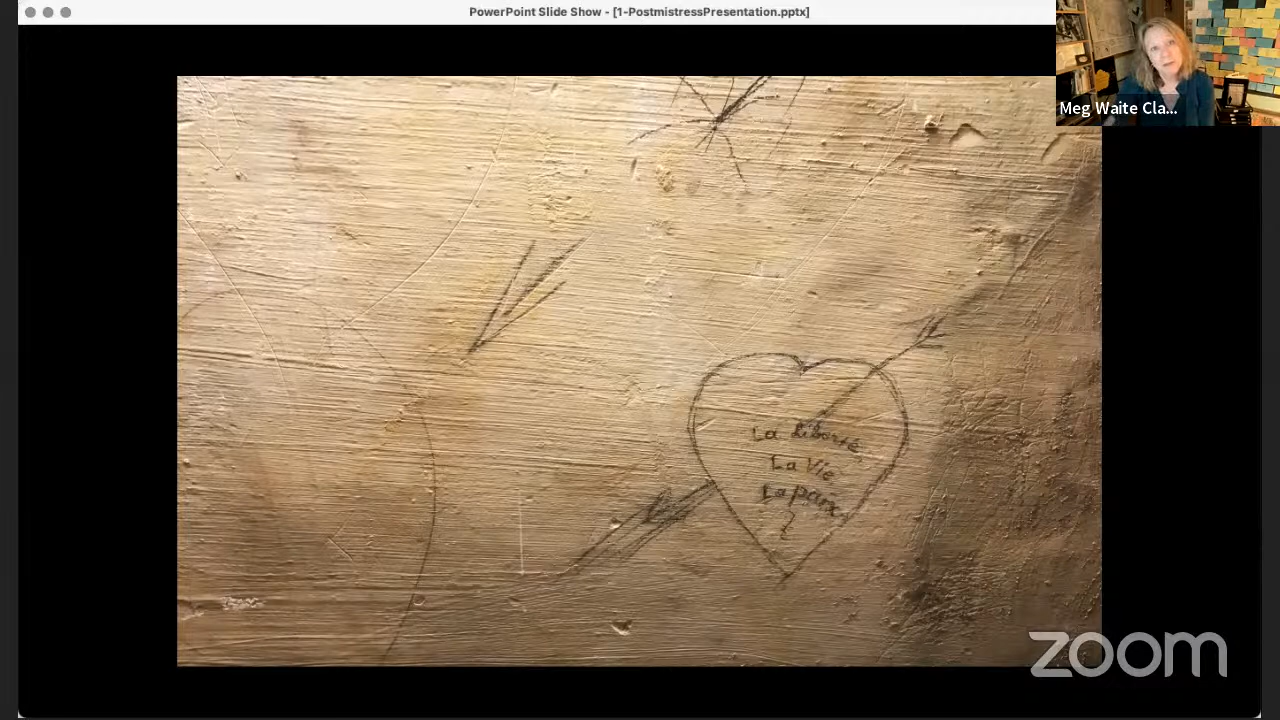 PowerPoint Slide Show - [1-PostmistressPresentation.pptx]
Meg Waite Cla...
La liberté
La Vie
La paix
zoom